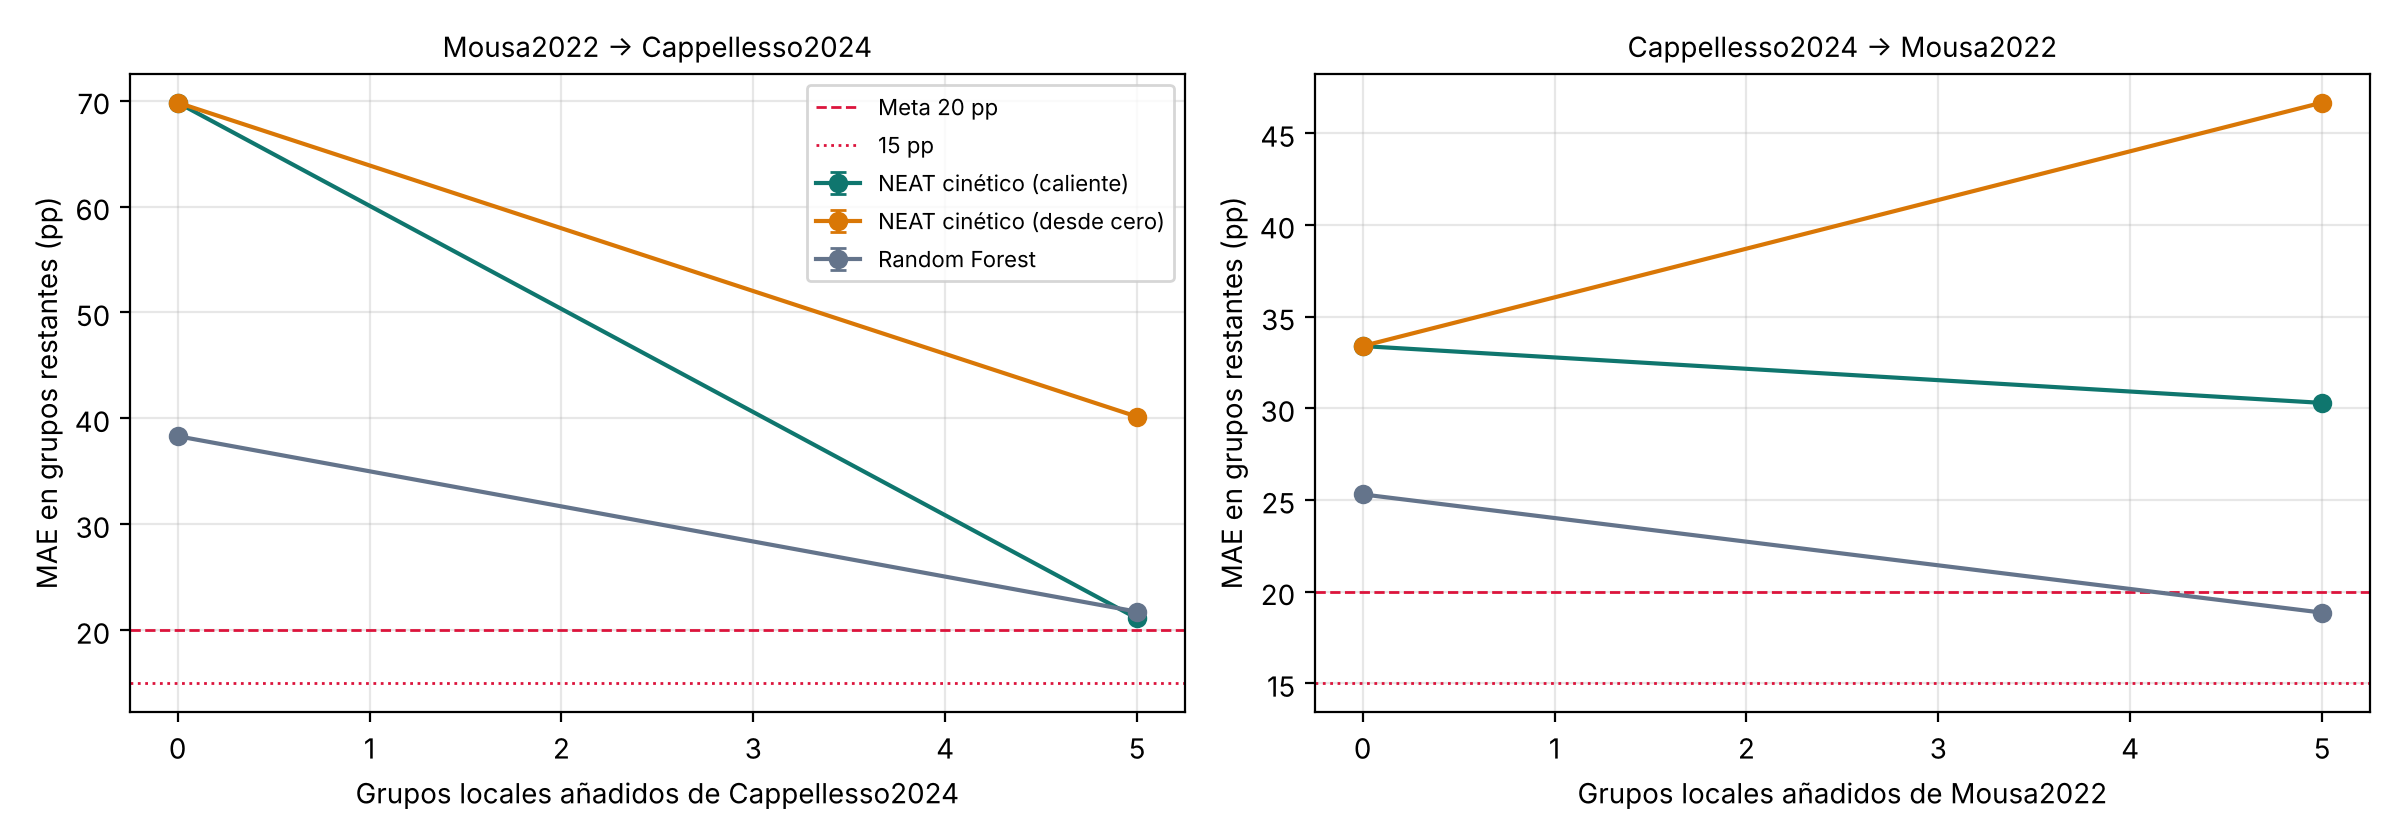 Mousa2022 → Cappellesso2024
70
60
50
40
30
20
MAE en grupos restantes (pp)
Meta 20 pp
15 pp
NEAT cinético (caliente)
NEAT cinético (desde cero)
Random Forest
0 1 2 3 4 5
Grupos locales añadidos de Cappellesso2024
Cappellesso2024 → Mousa2022
45
40
35
30
25
20
15
MAE en grupos restantes (pp)
0 1 2 3 4 5
Grupos locales añadidos de Mousa2022